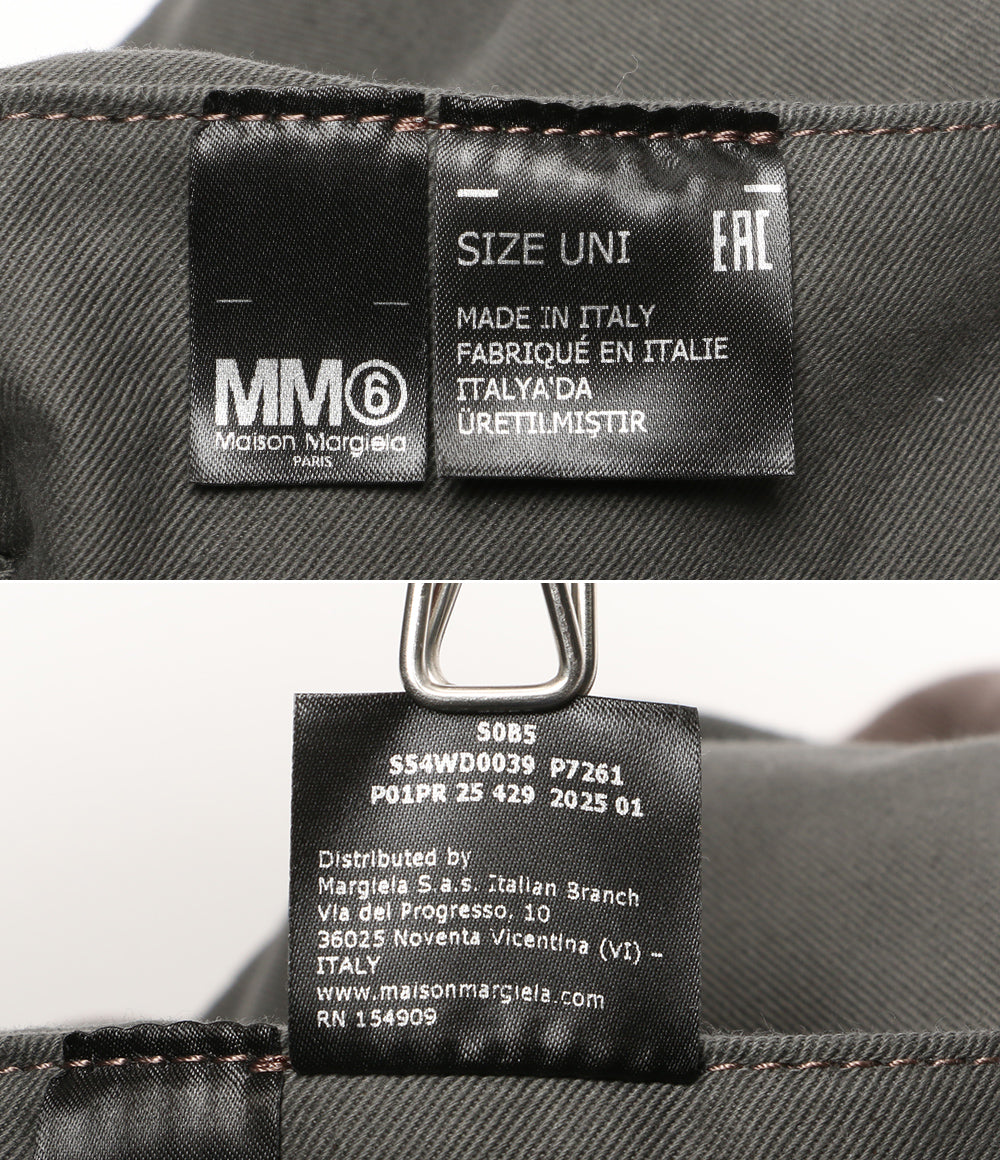 MM⑥
Maison Margiela
PARIS
SIZE UNI
EAC
MADE IN ITALY
FABRIQUÉ EN ITALIE
ITALYA'DA
ÜRETILMIŞTIR
S0B5
S54WD0039 P7261
P01PR 25 429 2025 01
Distributed by
Margiela S.a.s. Italian Branch
Via del Progresso, 10
36025 Noventa Vicentina (VI) –
ITALY
www.maisonmargiela.com
RN 154909